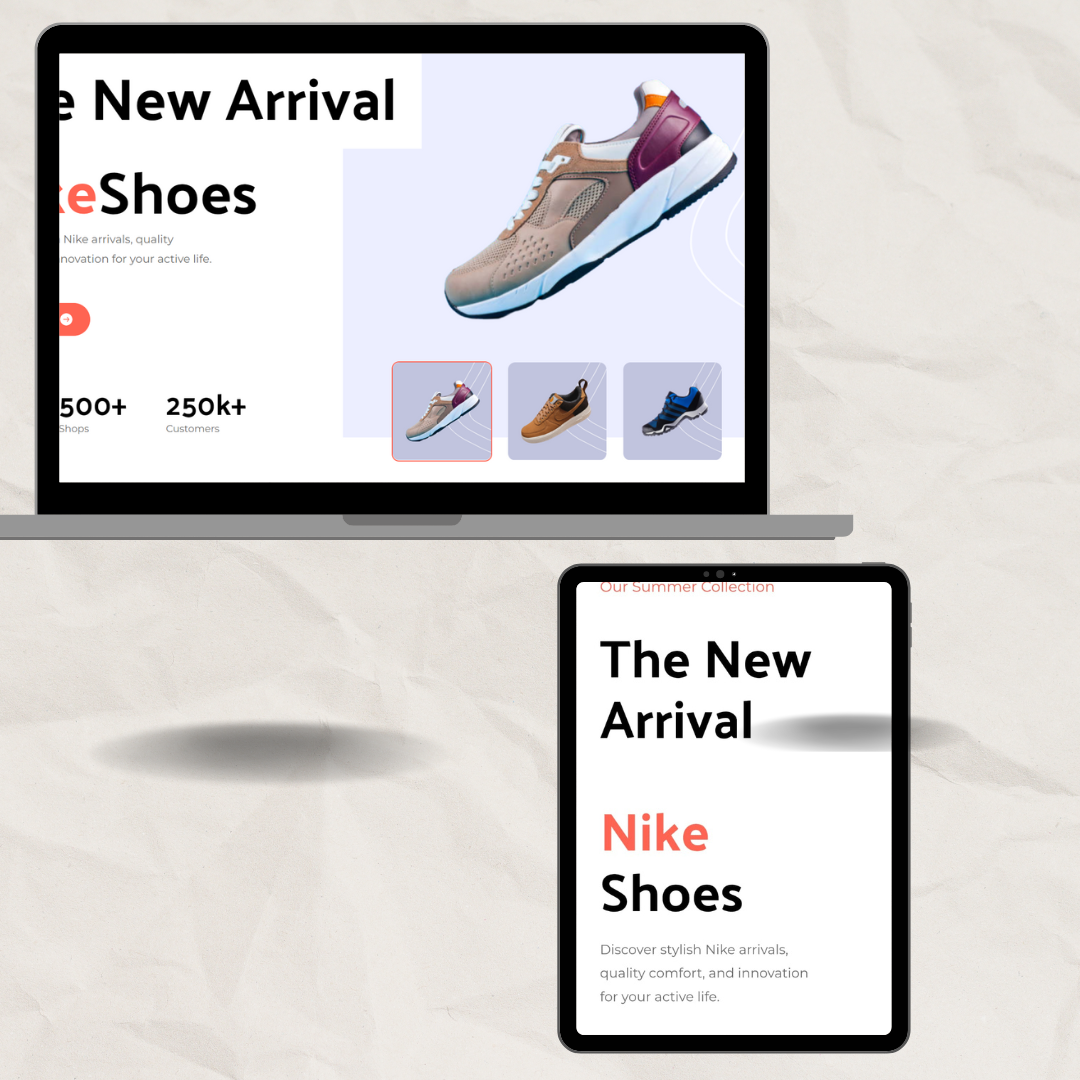 e New Arrival
keShoes
Nike arrivals, quality
nnovation for your active life.
500+
250k+
Shops
Customers
Our Summer Collection
The New
Arrival
Nike
Shoes
Discover stylish Nike arrivals,
quality comfort, and innovation
for your active life.